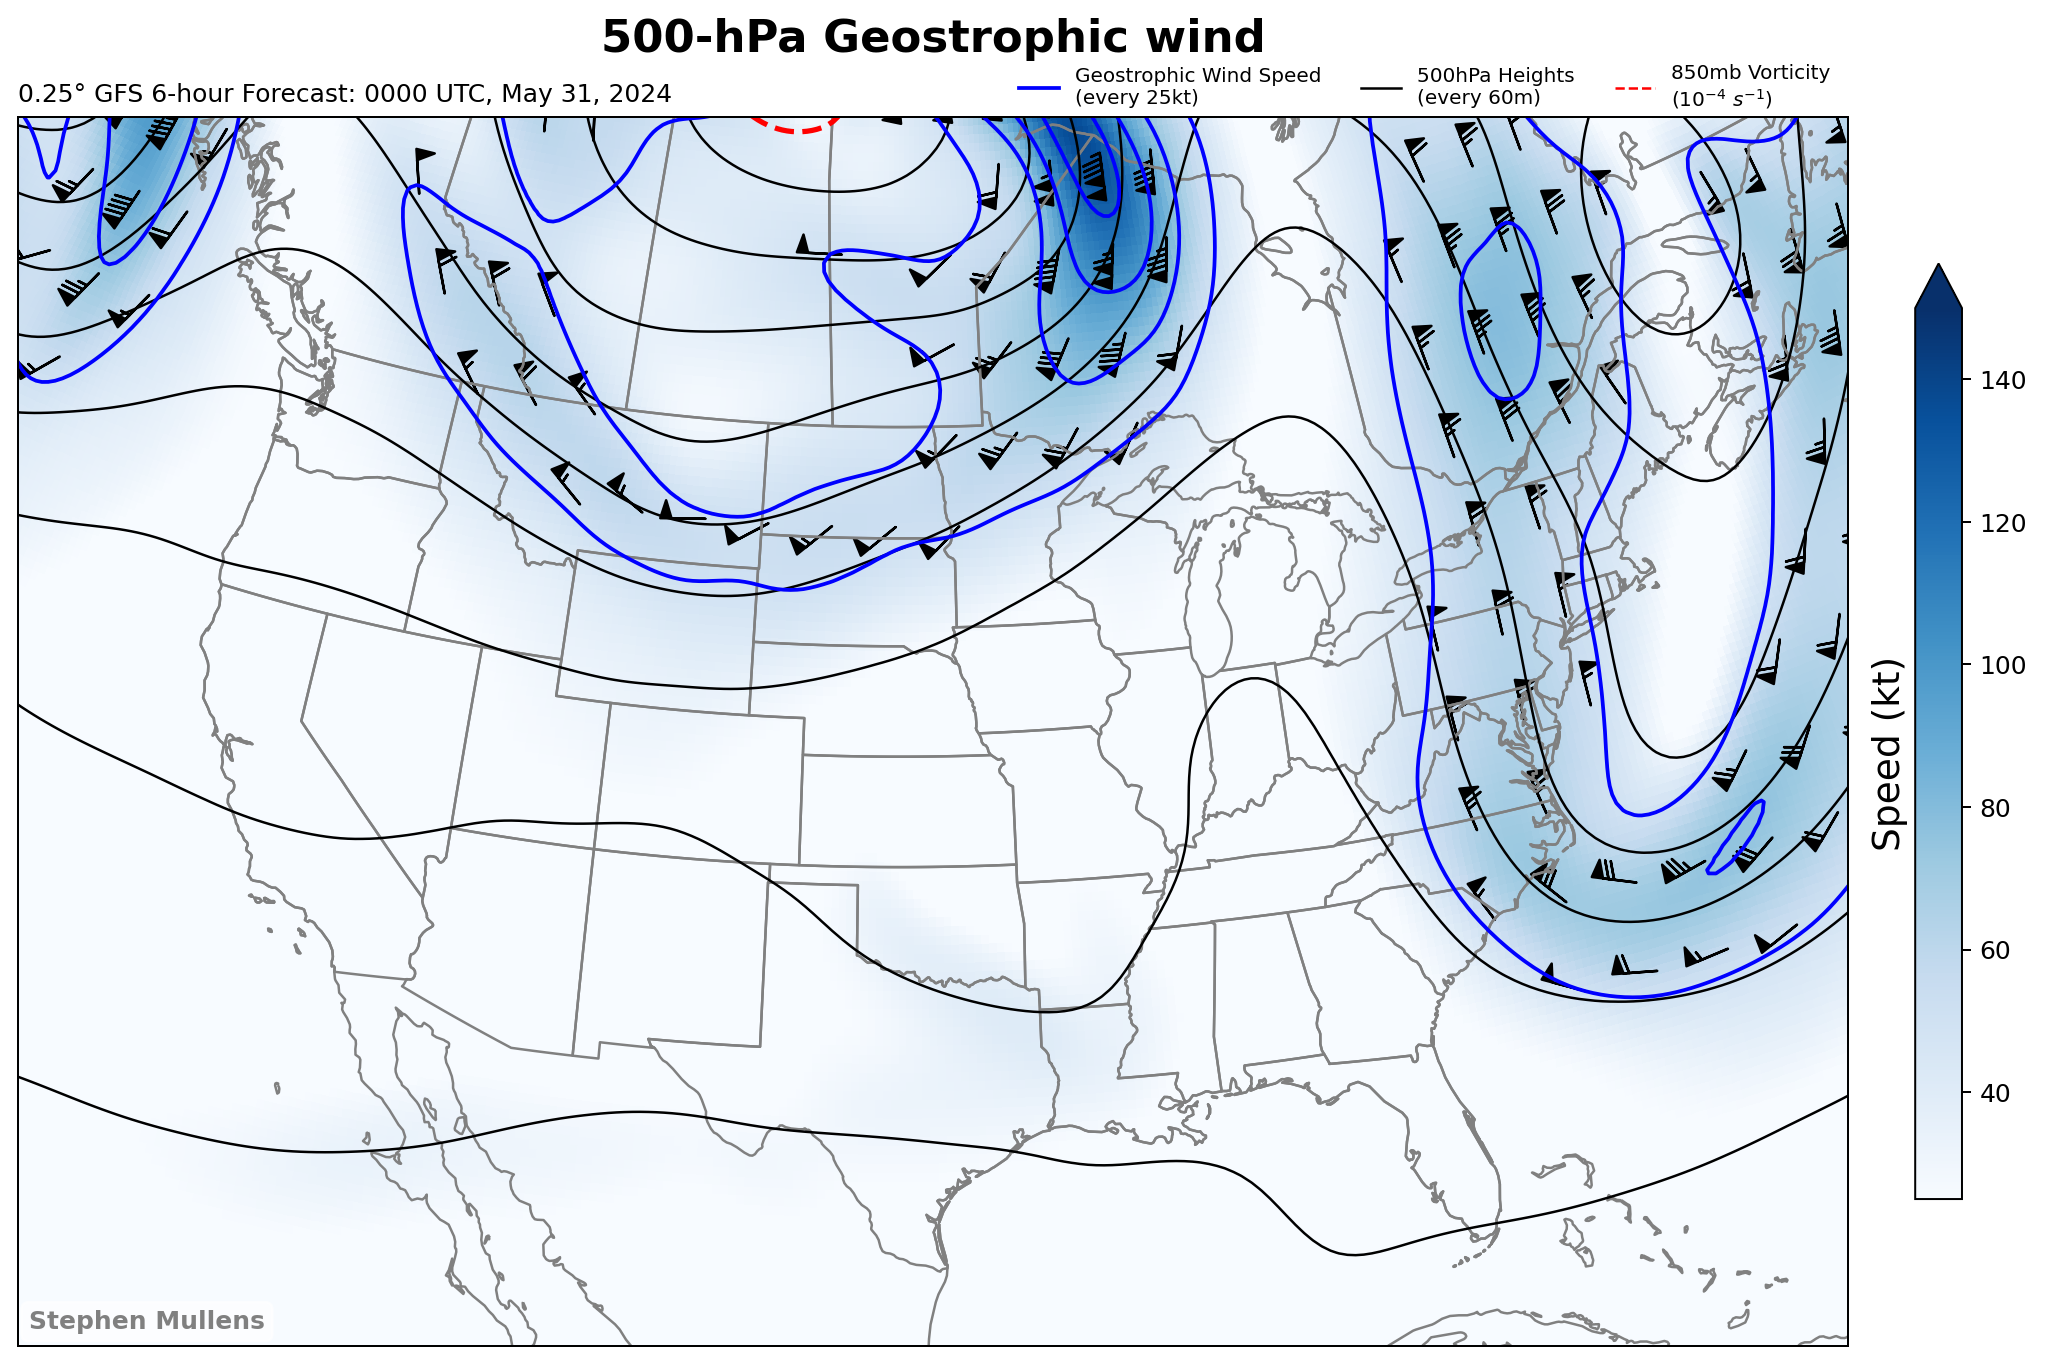 500-hPa Geostrophic wind
0.25° GFS 6-hour Forecast: 0000 UTC, May 31, 2024
Geostrophic Wind Speed
(every 25kt)
500hPa Heights
(every 60m)
850mb Vorticity
(10⁻⁴ s⁻¹)
140
120
100
80
60
40
Speed (kt)
Stephen Mullens